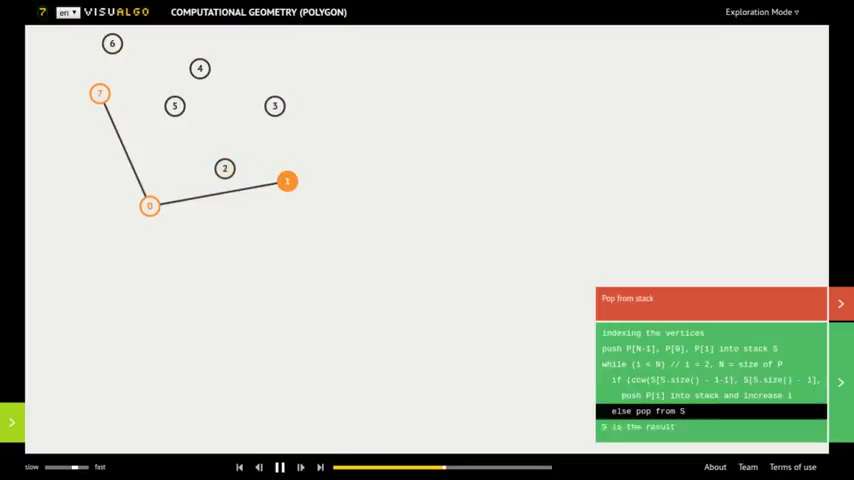 7 en ▾ VISUALGO COMPUTATIONAL GEOMETRY (POLYGON) Exploration Mode ▿
6
4
7
5
3
2
1
0
Pop from stack
indexing the vertices
push P[N-1], P[0], P[i] into stack S
while (i < N) // i = 2, N = size of P
if (ccw(S[S.size() - 1-1], S[S.size() - 1],
push P[i] into stack and increase i
else pop from S
S is the result
slow fast About Team Terms of use